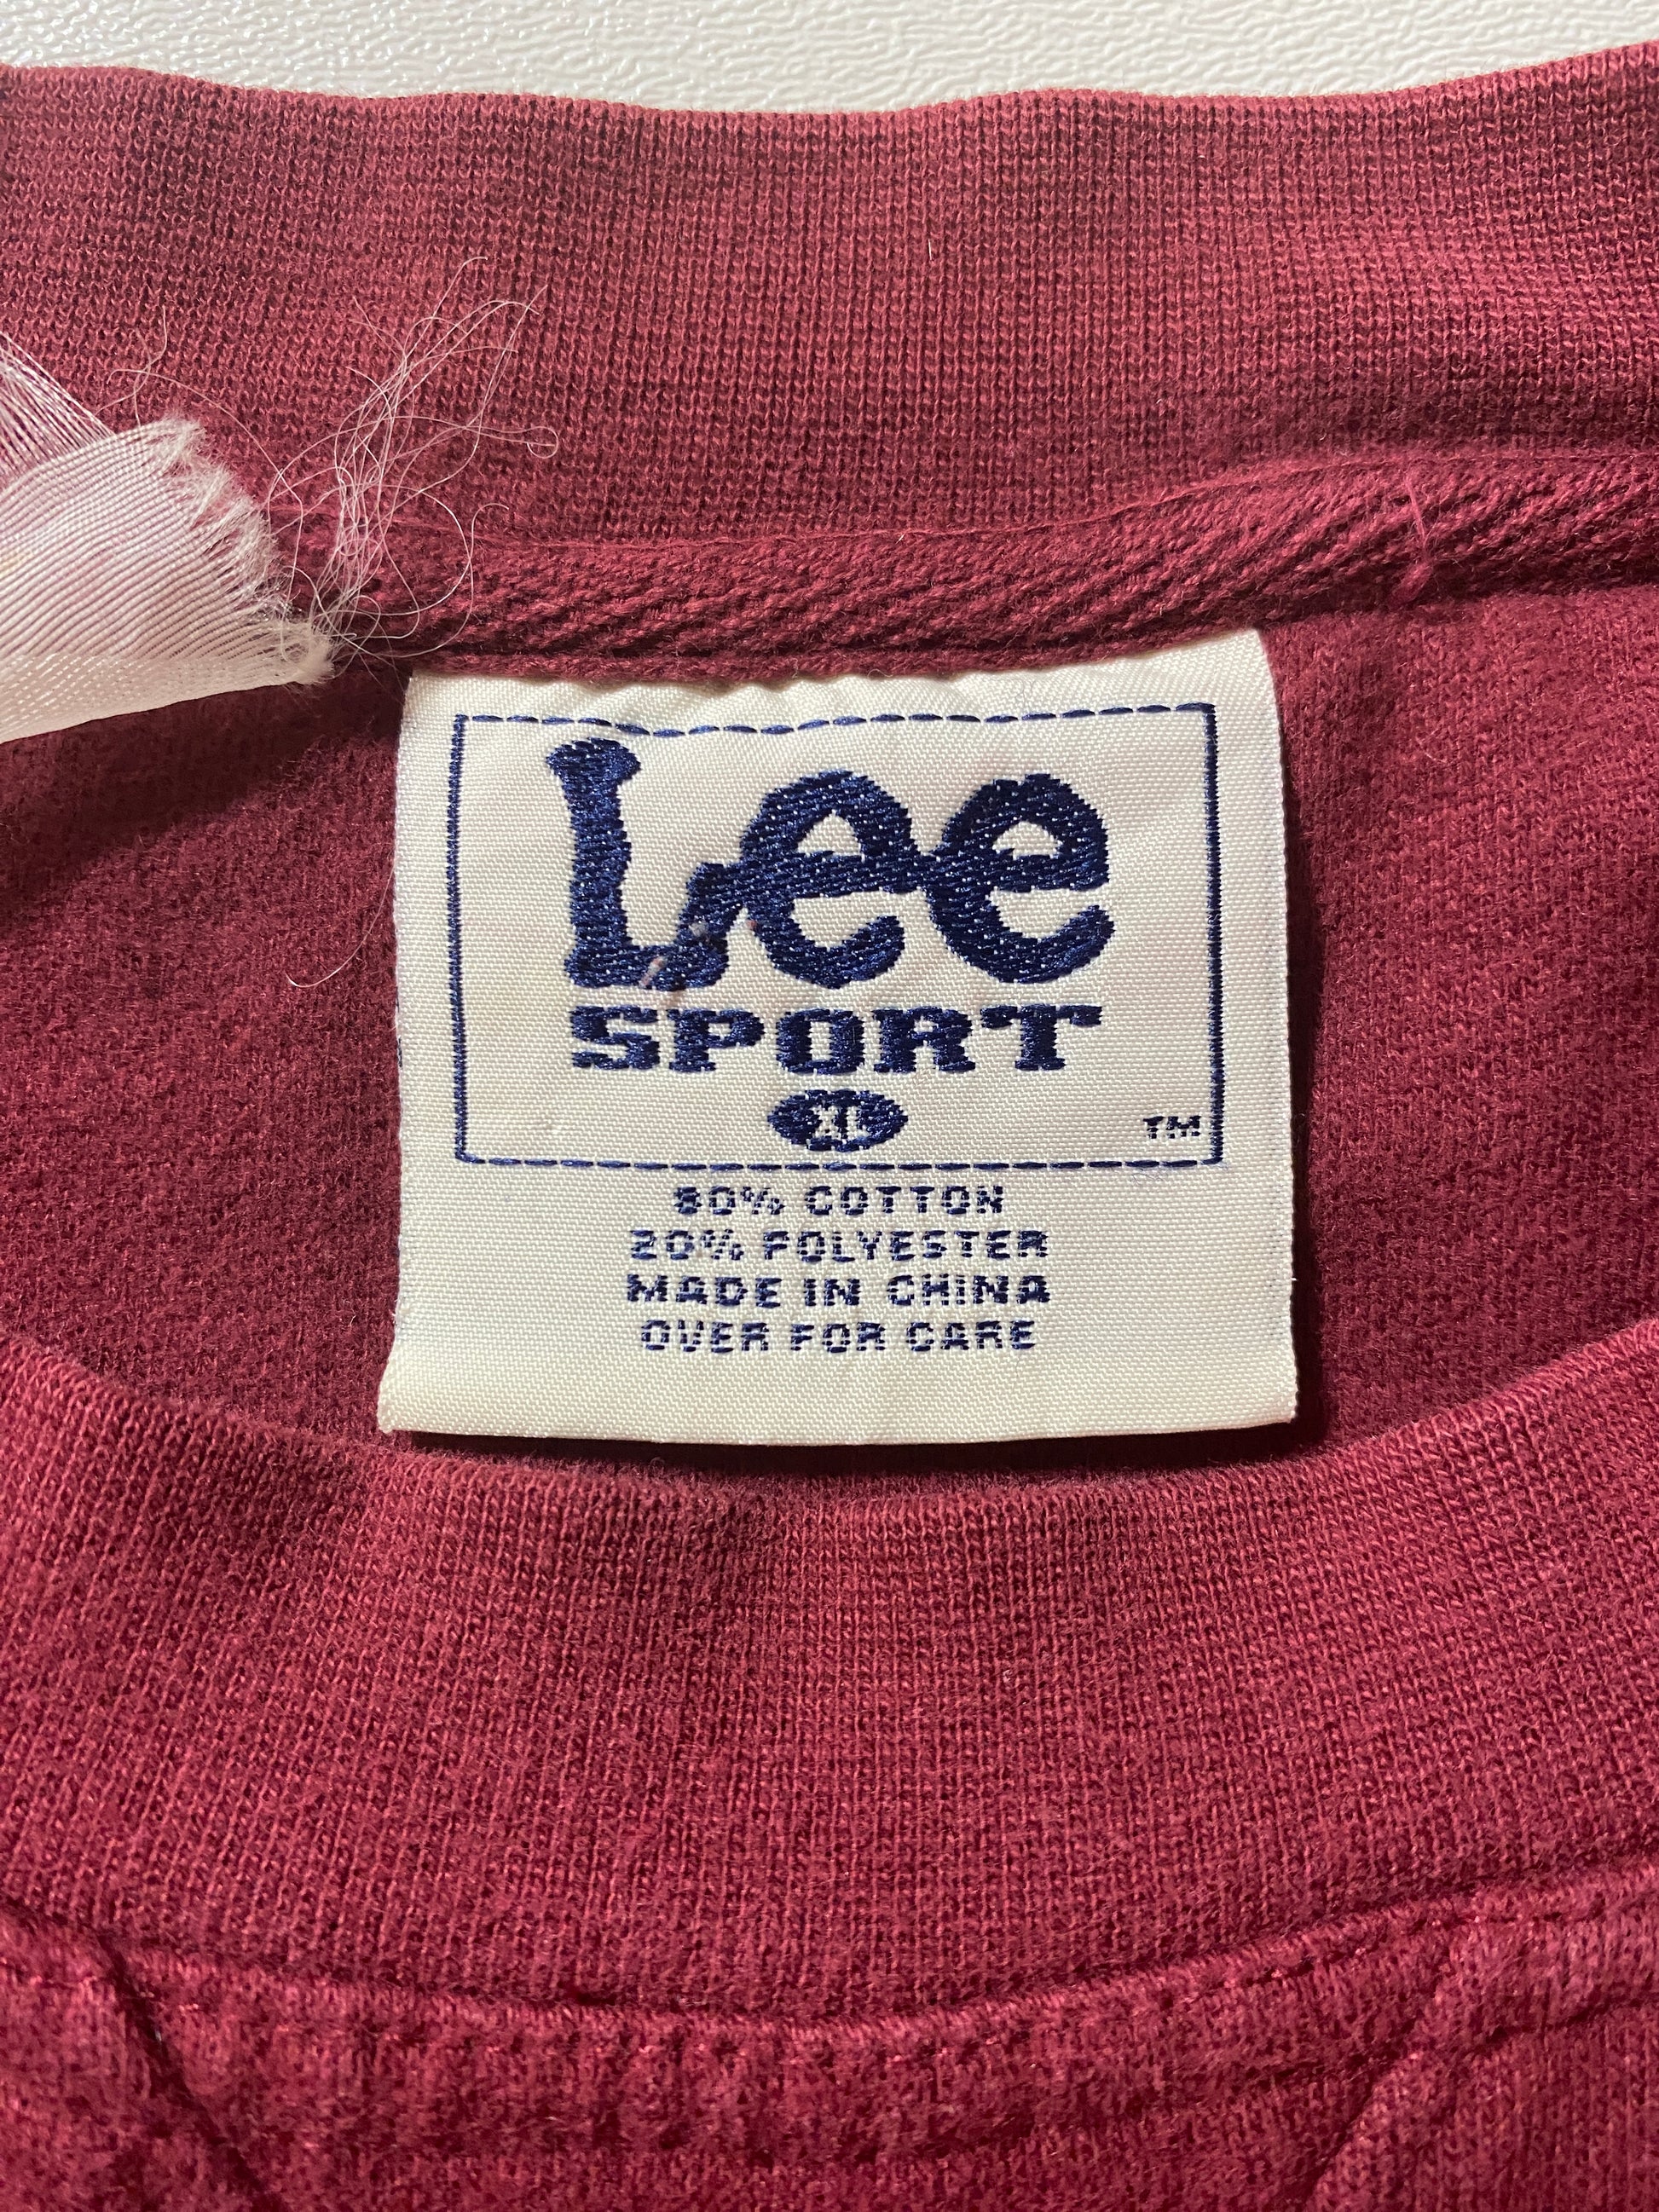 Lee
SPORT
XL
TM
80% COTTON
20% POLYESTER
MADE IN CHINA
OVER FOR CARE